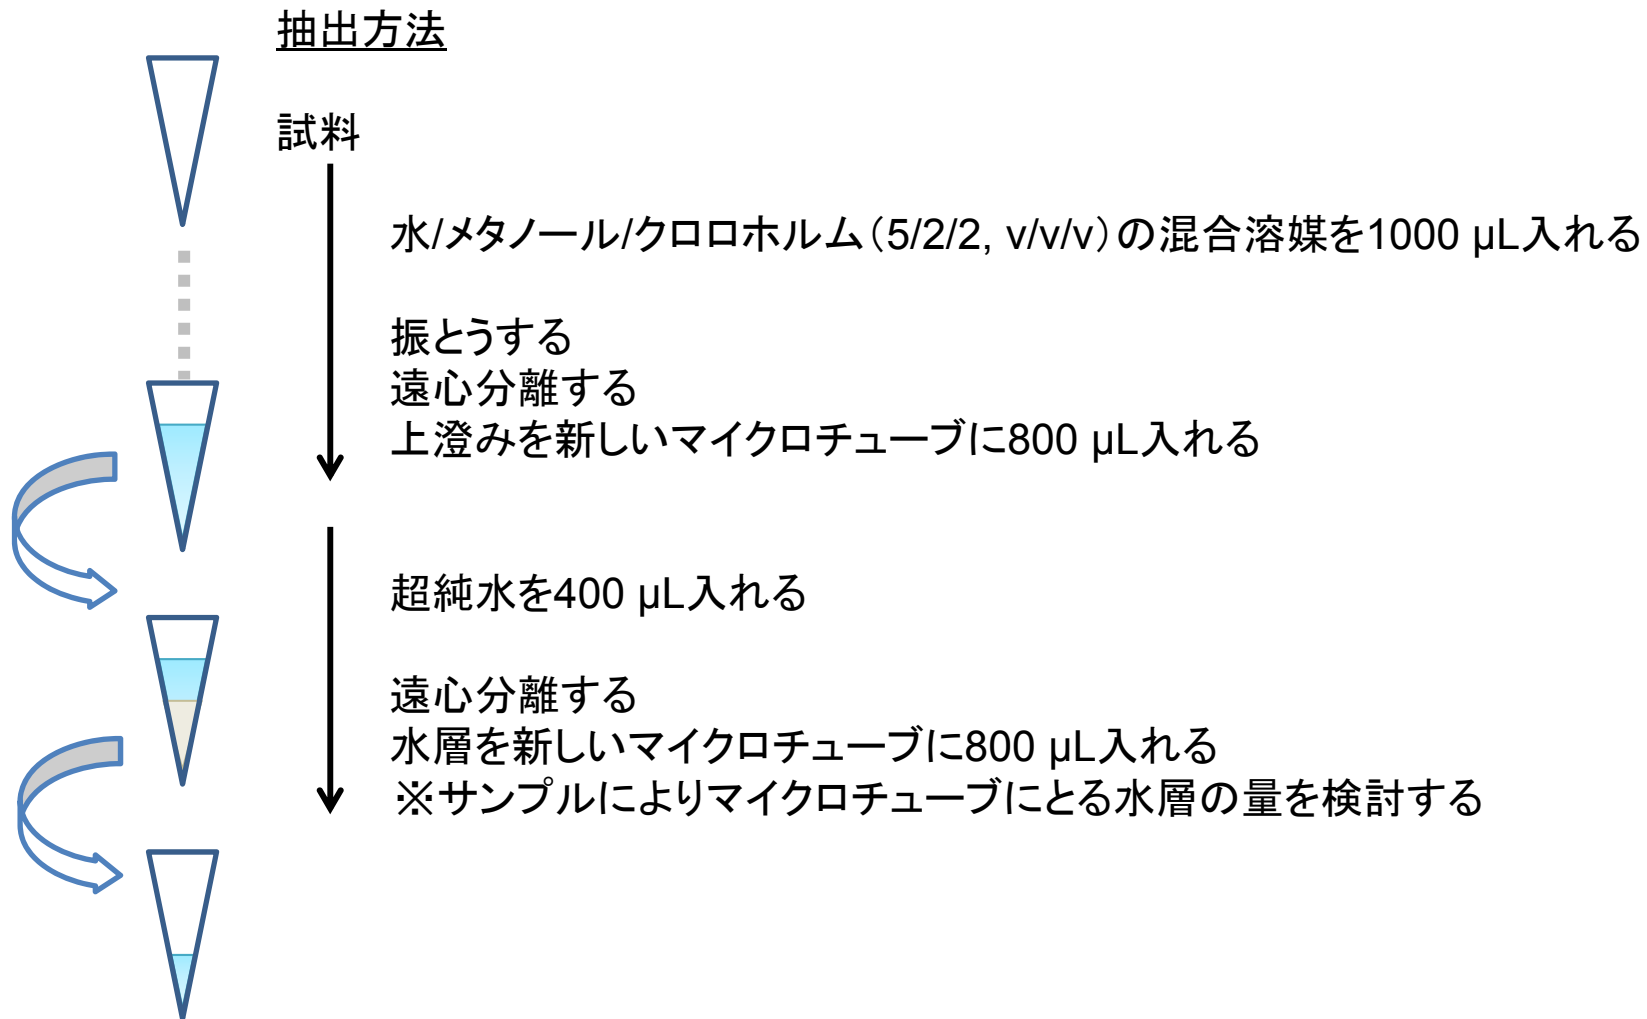 抽出方法
試料
水/メタノール/クロロホルム（5/2/2, v/v/v）の混合溶媒を1000 µL入れる
振とうする
遠心分離する
上澄みを新しいマイクロチューブに800 µL入れる
超純水を400 µL入れる
遠心分離する
水層を新しいマイクロチューブに800 µL入れる
※サンプルによりマイクロチューブにとる水層の量を検討する